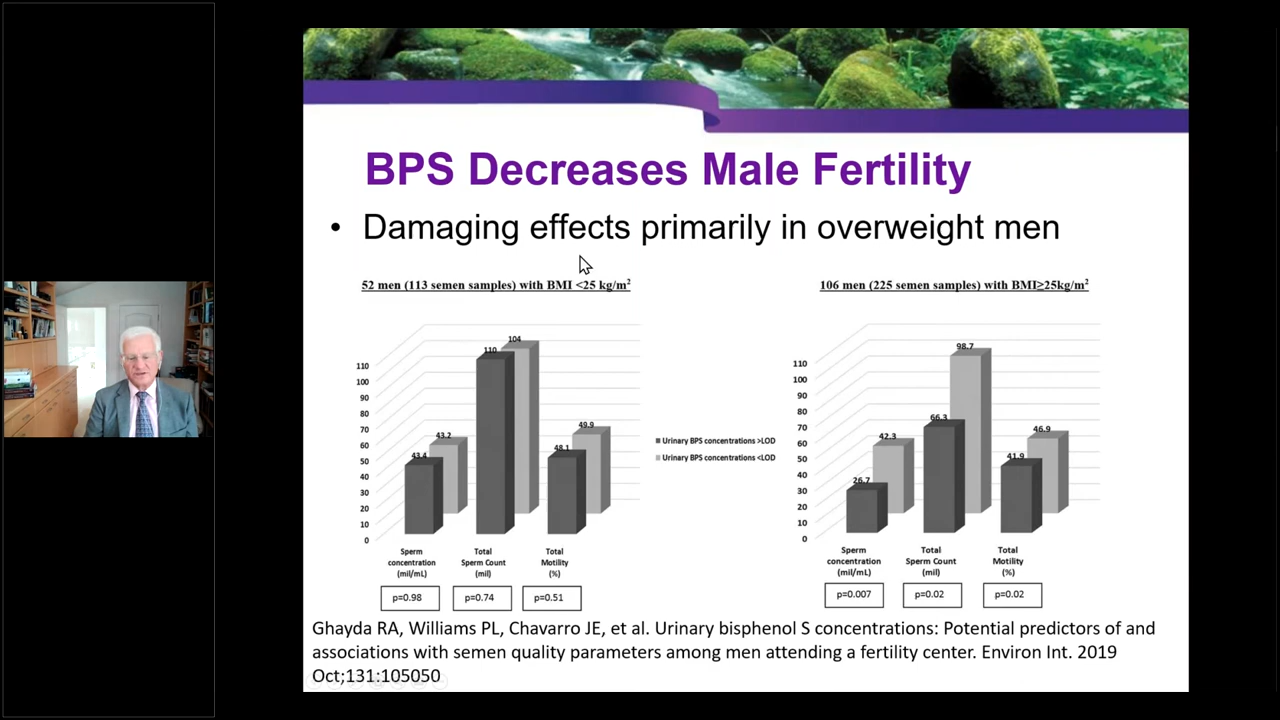 BPS Decreases Male Fertility
• Damaging effects primarily in overweight men
52 men (113 semen samples) with BMI <25 kg/m²
110
100
90
80
70
60
50
40
30
20
10
0
43.4
43.2
110
104
48.1
49.9
Sperm
concentration
(mil/mL)
Total
Sperm Count
(mil)
Total
Motility
(%)
p=0.98
p=0.74
p=0.51
Urinary BPS concentrations >LOD
Urinary BPS concentrations <LOD
106 men (225 semen samples) with BMI≥25kg/m²
110
100
90
80
70
60
50
40
30
20
10
0
26.7
42.3
66.3
98.7
41.9
46.9
Sperm
concentration
(mil/mL)
Total
Sperm Count
(mil)
Total
Motility
(%)
p=0.007
p=0.02
p=0.02
Ghayda RA, Williams PL, Chavarro JE, et al. Urinary bisphenol S concentrations: Potential predictors of and
associations with semen quality parameters among men attending a fertility center. Environ Int. 2019
Oct;131:105050